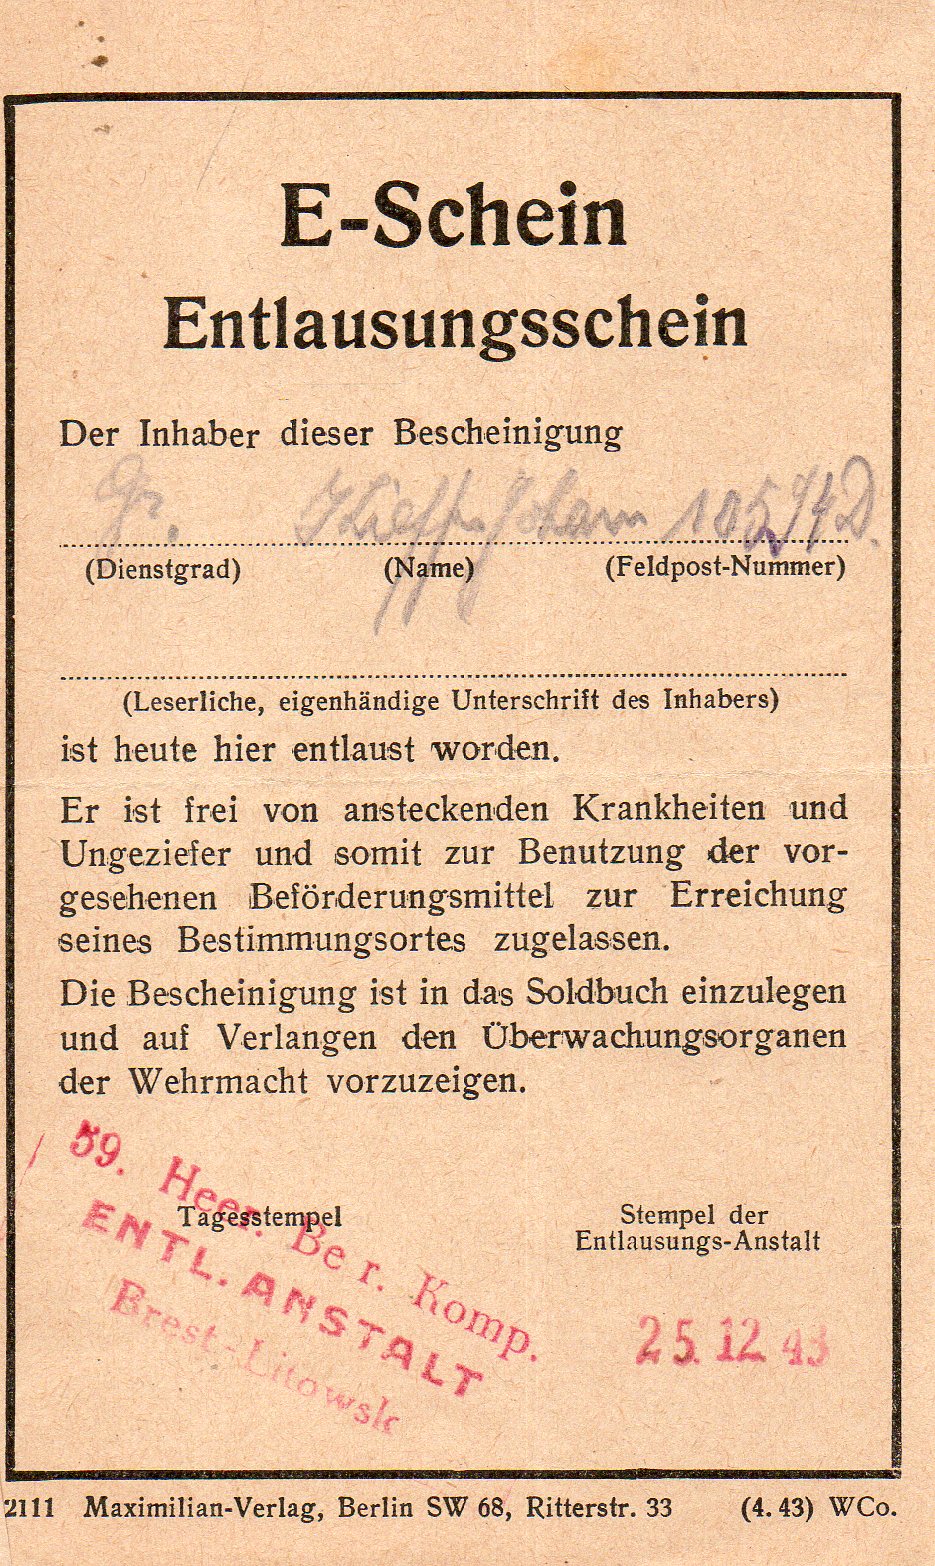 E-Schein
Entlausungsschein
Der Inhaber dieser Bescheinigung
Gr. Johann
(Dienstgrad) (Name) (Feldpost-Nummer)
(Leserliche, eigenhändige Unterschrift des Inhabers)
ist heute hier entlaust worden.
Er ist frei von ansteckenden Krankheiten und
Ungeziefer und somit zur Benutzung der vor-
gesehenen Beförderungsmittel zur Erreichung
seines Bestimmungsortes zugelassen.
Die Bescheinigung ist in das Soldbuch einzulegen
und auf Verlangen den Überwachungsorganen
der Wehrmacht vorzuzeigen.
59. Heer. Be r. Komp.
ENTL. ANSTALT
Brest-Litowsk
Tagesstempel
Stempel der
Entlausungs-Anstalt
25.12.43
2111 Maximilian-Verlag, Berlin SW 68, Ritterstr. 33 (4. 43) WCo.